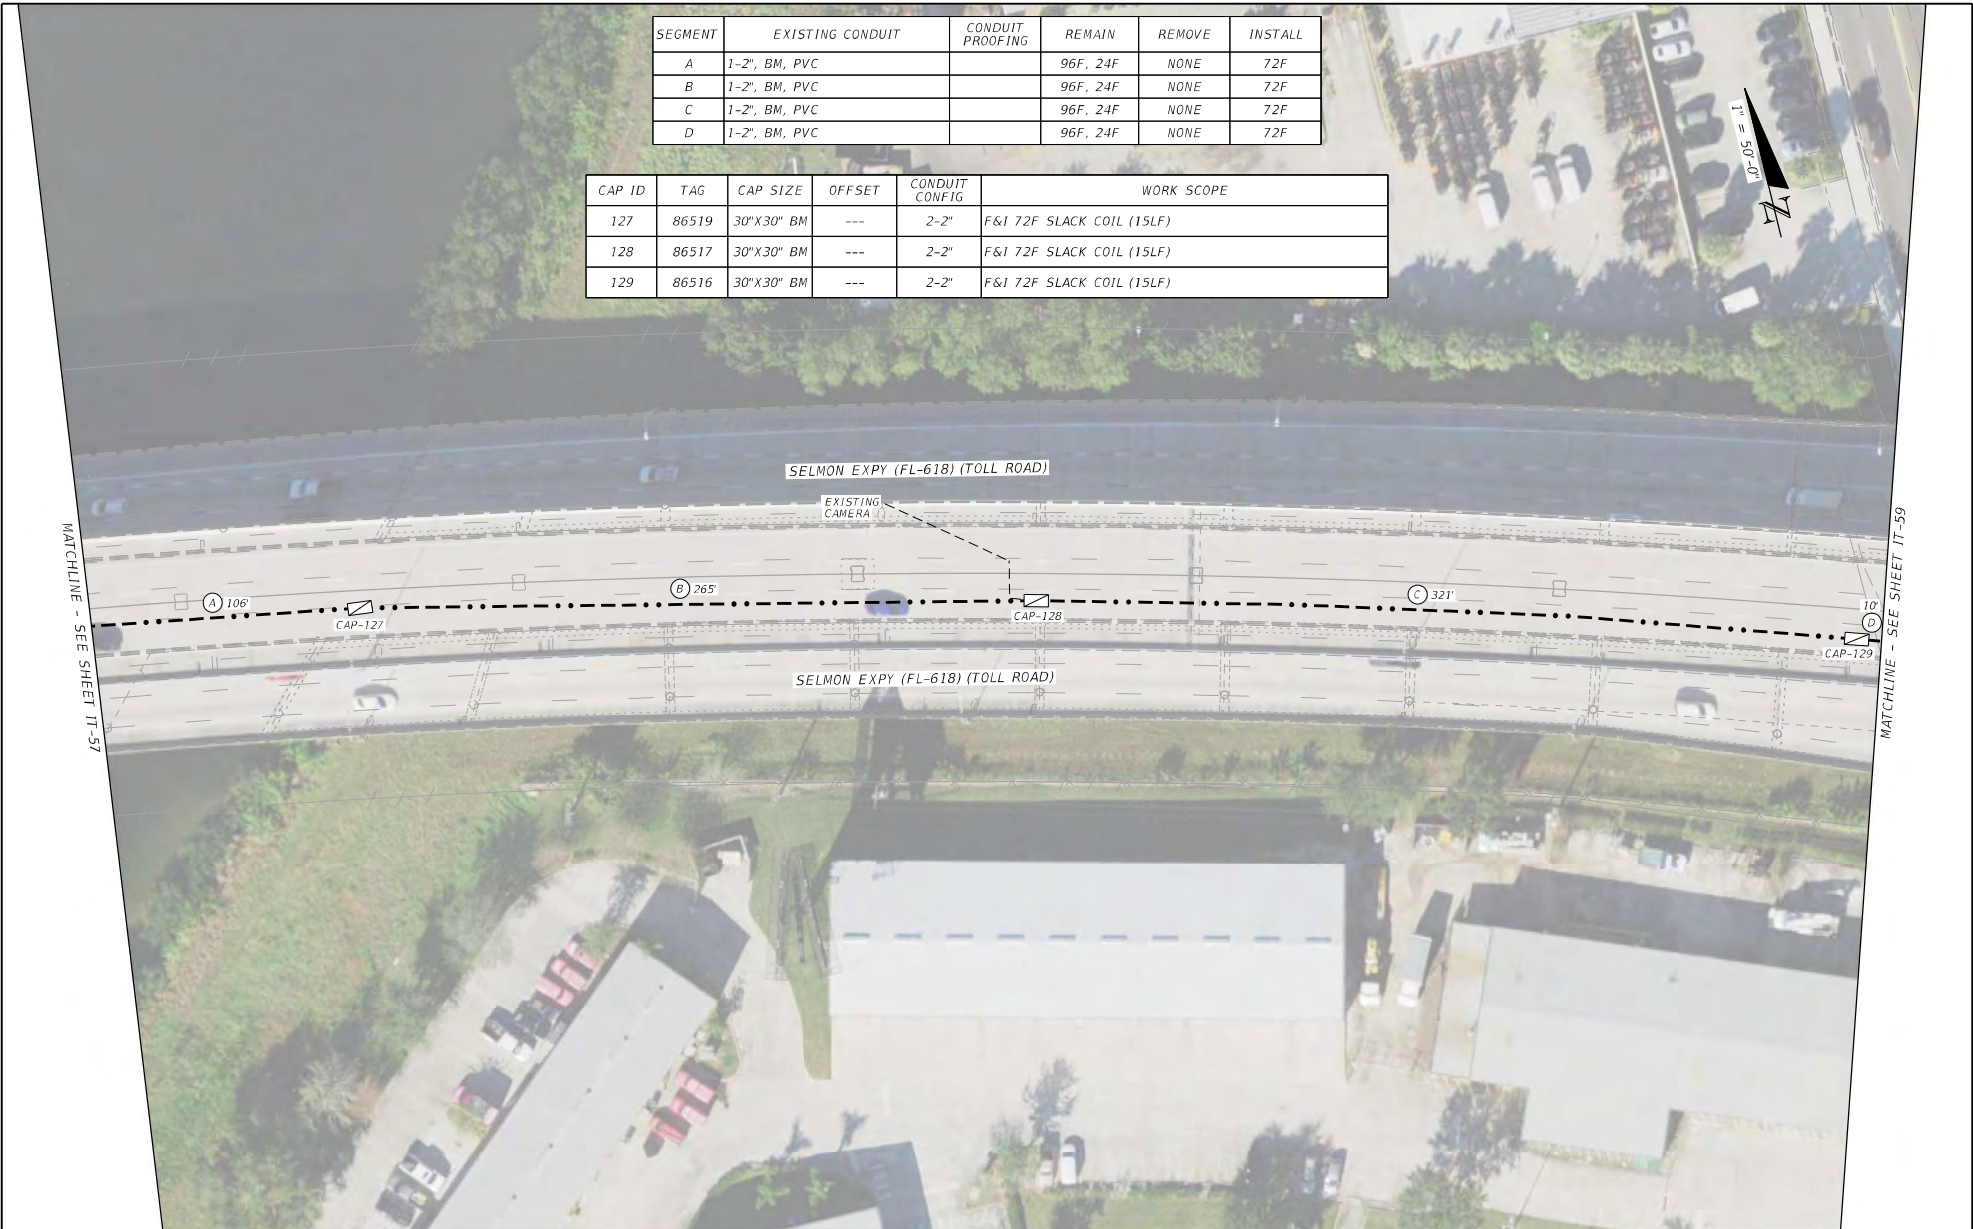 SEGMENT EXISTING CONDUIT CONDUIT PROOFING REMAIN REMOVE INSTALL
A 1-2", BM, PVC 96F, 24F NONE 72F
B 1-2", BM, PVC 96F, 24F NONE 72F
C 1-2", BM, PVC 96F, 24F NONE 72F
D 1-2", BM, PVC 96F, 24F NONE 72F
1" = 50'-0"
N
CAP ID TAG CAP SIZE OFFSET CONDUIT CONFIG WORK SCOPE
127 86519 30"X30" BM --- 2-2" F&I 72F SLACK COIL (15LF)
128 86517 30"X30" BM --- 2-2" F&I 72F SLACK COIL (15LF)
129 86516 30"X30" BM --- 2-2" F&I 72F SLACK COIL (15LF)
SELMON EXPY (FL-618) (TOLL ROAD)
EXISTING
CAMERA
MATCHLINE - SEE SHEET IT-57
A 106'
CAP-127
B 265'
CAP-128
C 321'
10'
D
CAP-129
MATCHLINE - SEE SHEET IT-59
SELMON EXPY (FL-618) (TOLL ROAD)